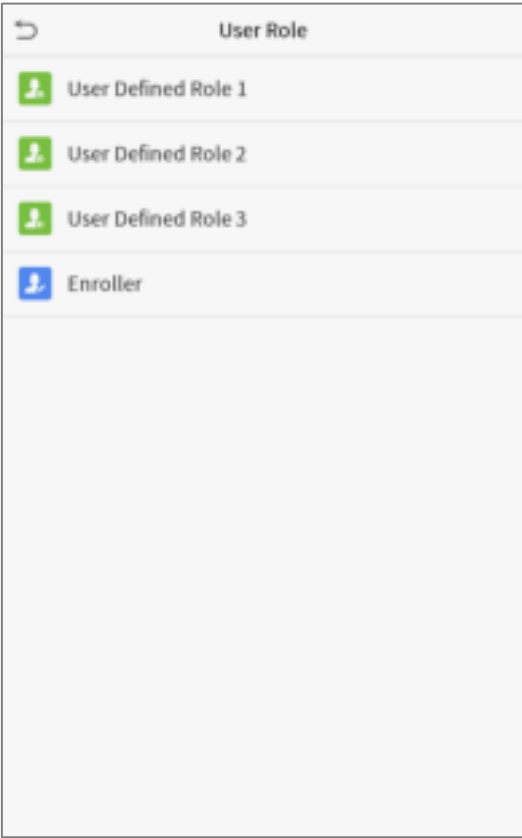 User Role
User Defined Role 1
User Defined Role 2
User Defined Role 3
Enroller